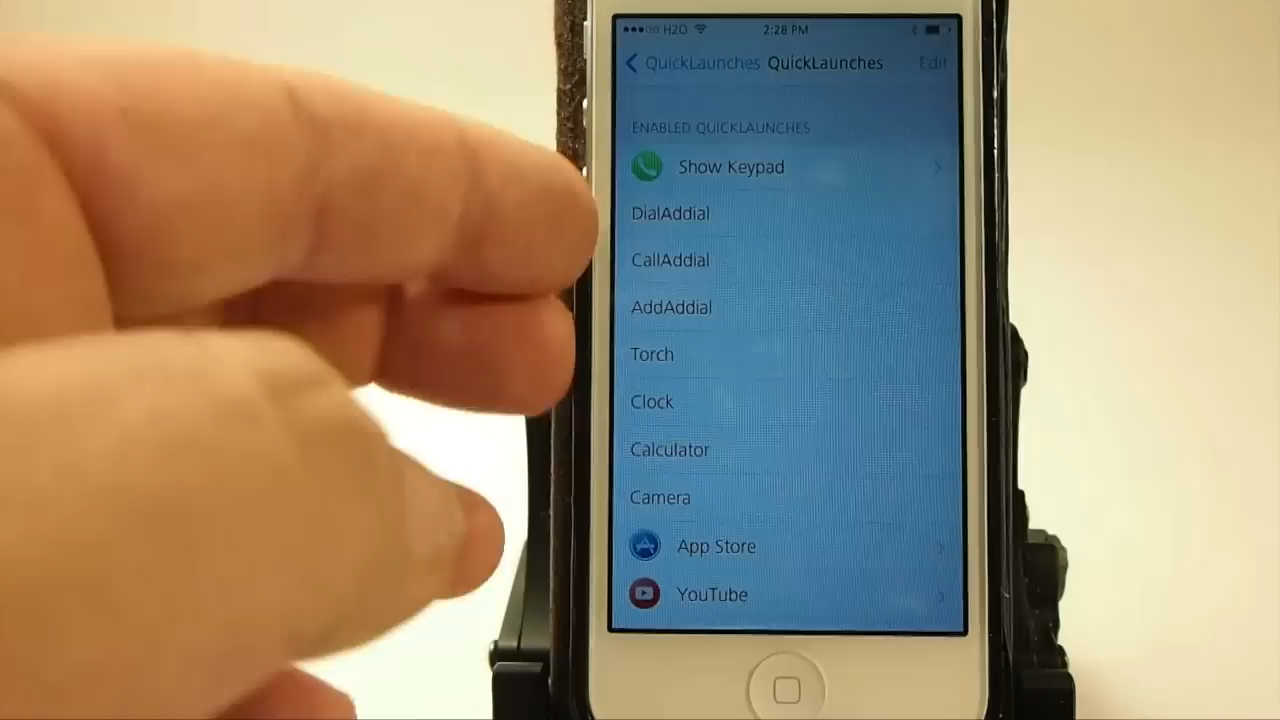 H2O 2:28 PM
QuickLaunches QuickLaunches Edit
ENABLED QUICKLAUNCHES
Show Keypad
DialAddial
CallAddial
AddAddial
Torch
Clock
Calculator
Camera
App Store
YouTube